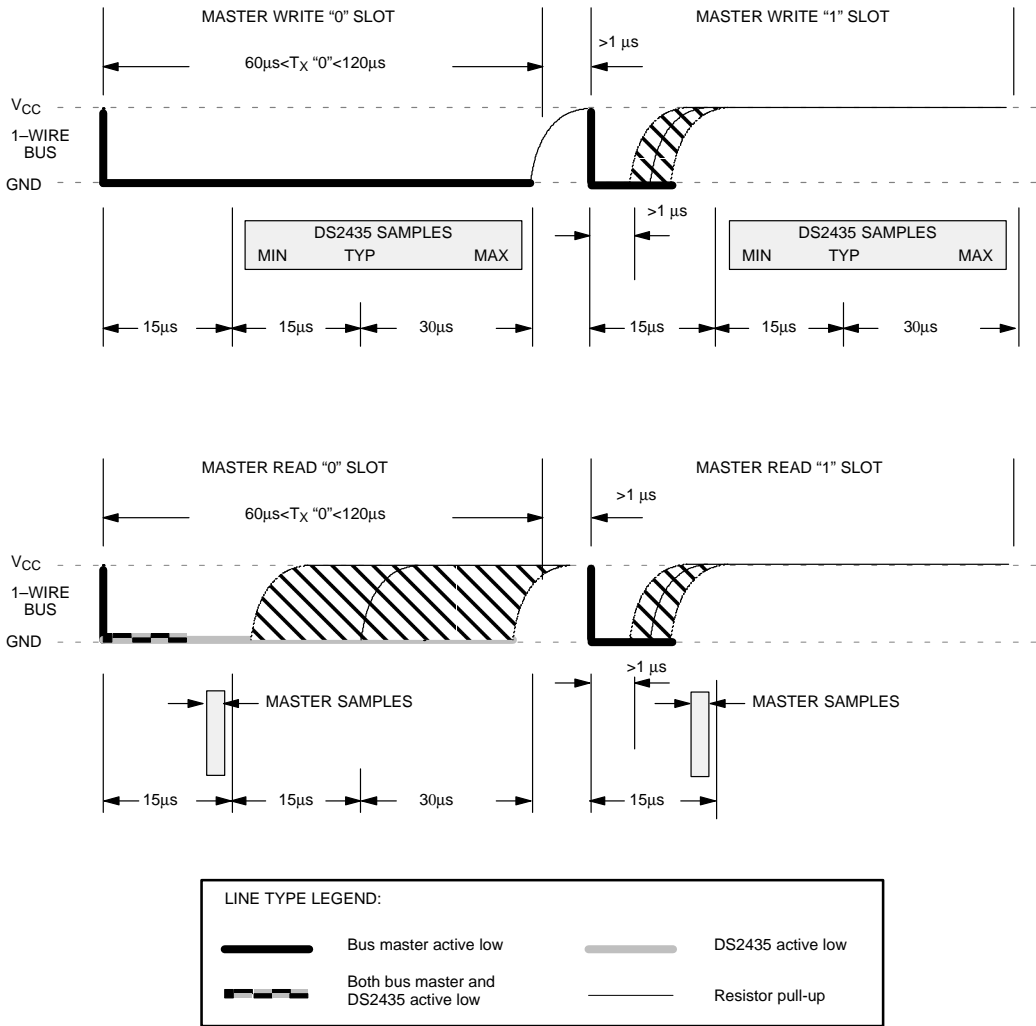 MASTER WRITE “0” SLOT
MASTER WRITE “1” SLOT
>1 µs
60µs<TX “0”<120µs
VCC
1–WIRE
BUS
GND
>1 µs
DS2435 SAMPLES
MIN TYP MAX
DS2435 SAMPLES
MIN TYP MAX
15µs 15µs 30µs 15µs 15µs 30µs
MASTER READ “0” SLOT
MASTER READ “1” SLOT
>1 µs
60µs<TX “0”<120µs
VCC
1–WIRE
BUS
GND
>1 µs
MASTER SAMPLES
MASTER SAMPLES
15µs 15µs 30µs 15µs
LINE TYPE LEGEND:
Bus master active low
DS2435 active low
Both bus master and
DS2435 active low
Resistor pull-up